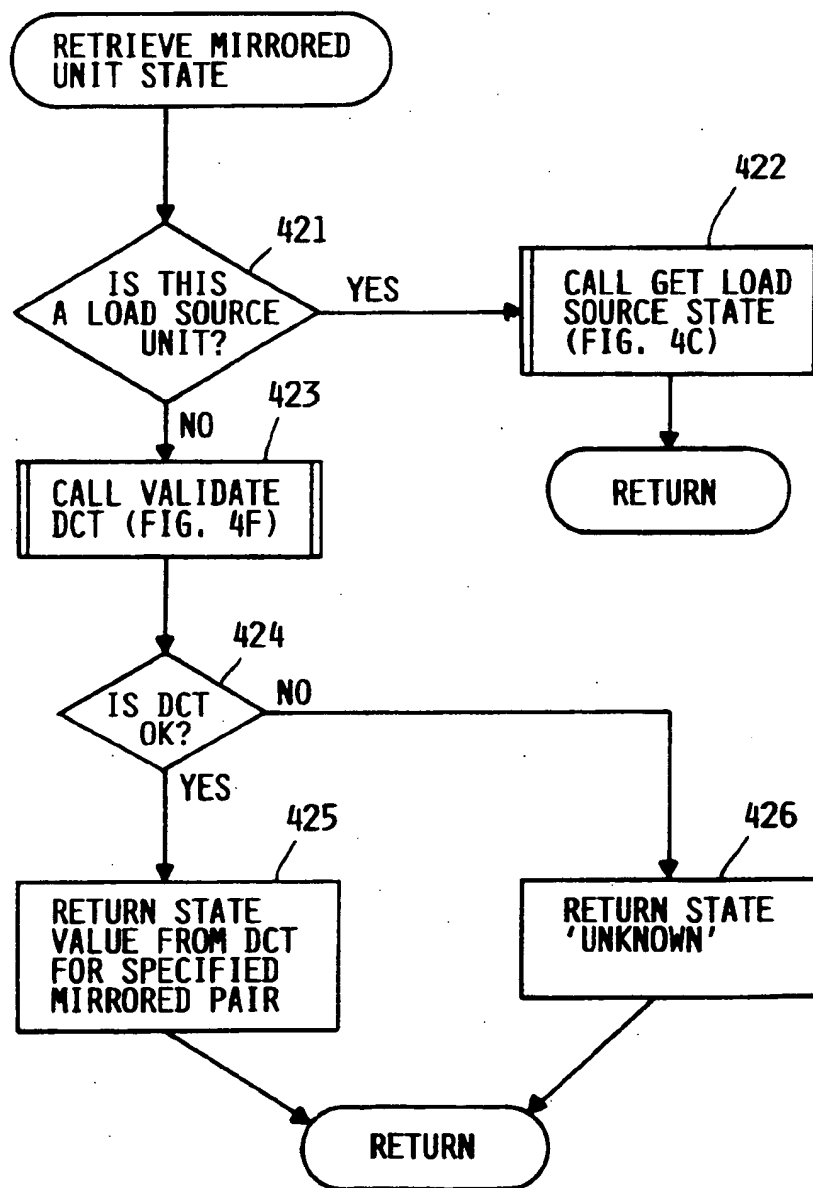 RETRIEVE MIRRORED
UNIT STATE
421
IS THIS
A LOAD SOURCE
UNIT?
YES
422
CALL GET LOAD
SOURCE STATE
(FIG. 4C)
RETURN
NO
423
CALL VALIDATE
DCT (FIG. 4F)
424
IS DCT
OK?
NO
YES
425
RETURN STATE
VALUE FROM DCT
FOR SPECIFIED
MIRRORED PAIR
426
RETURN STATE
'UNKNOWN'
RETURN